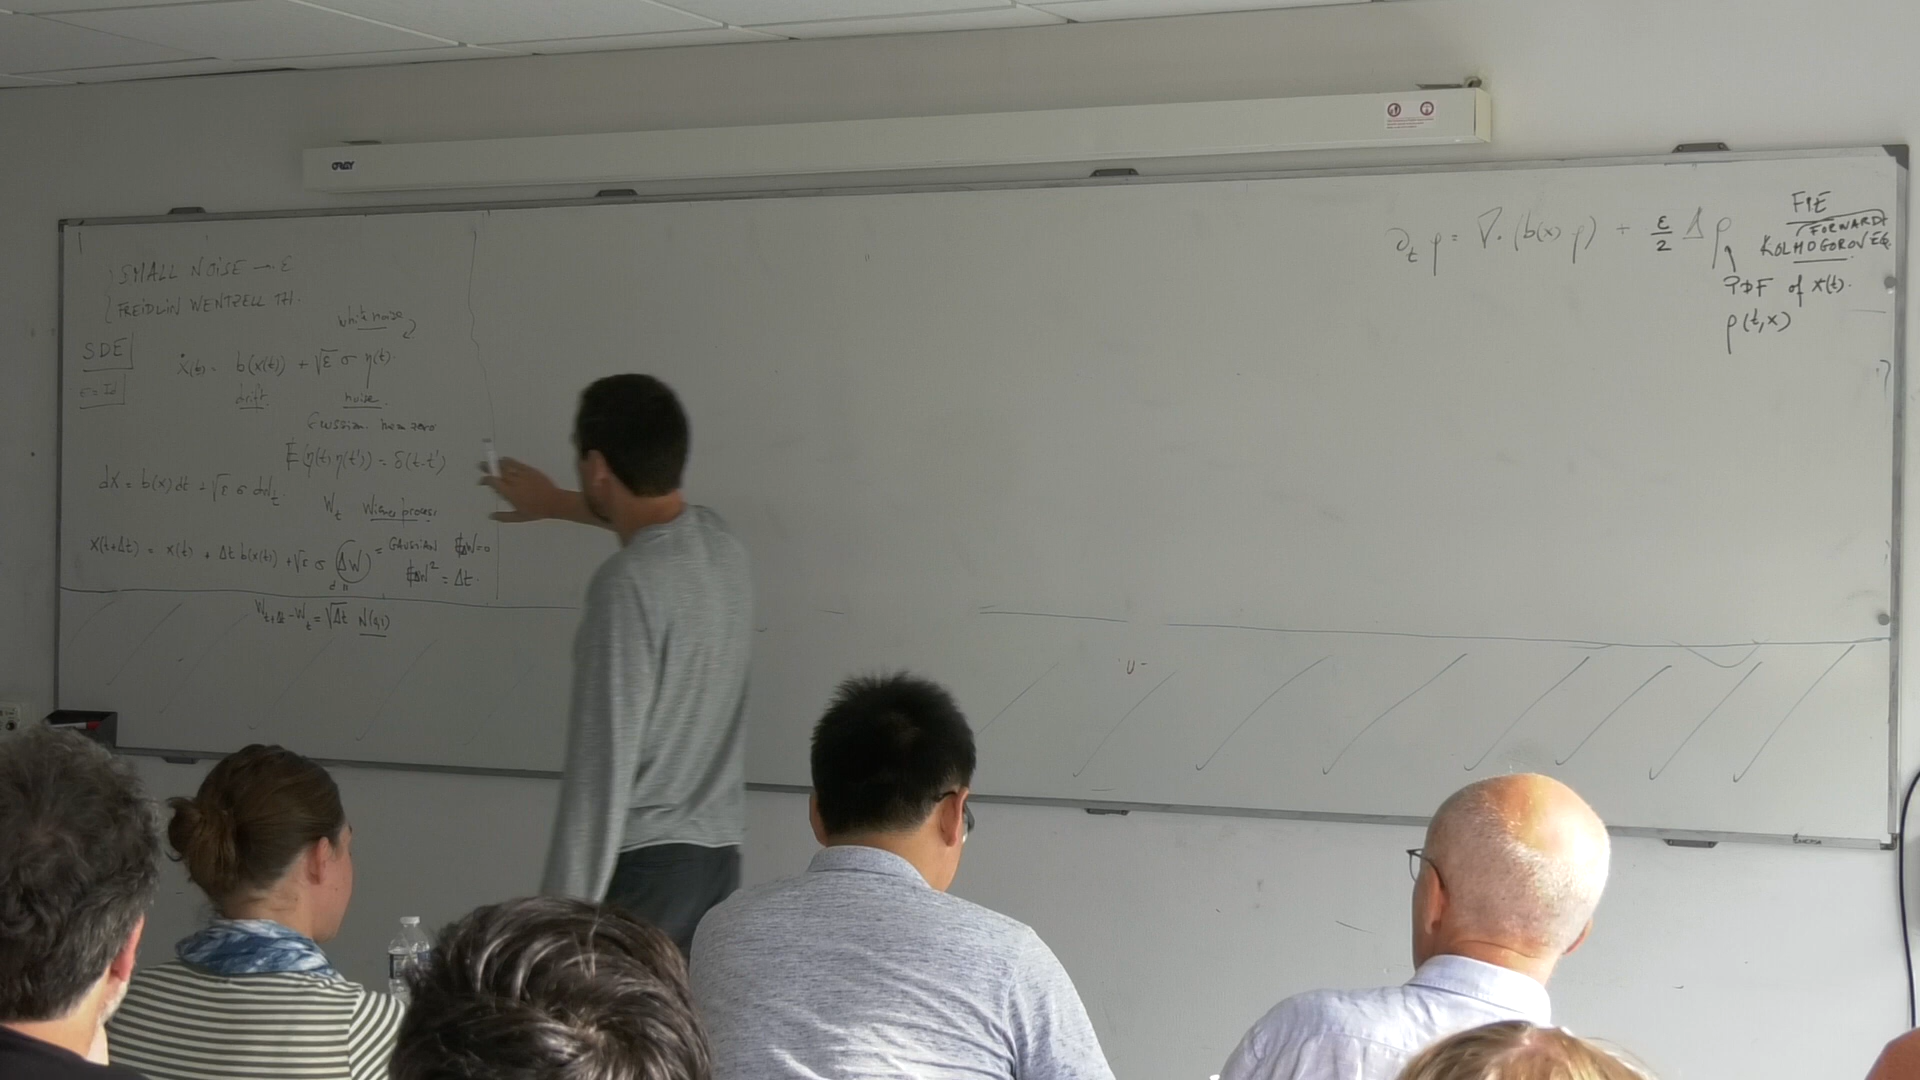 ORAY
SMALL NOISE → ε
FREIDLIN WENTZELL TH.
white noise
SDE
ẋ(t) = b(x(t)) + √ε σ η(t).
σ = Id
drift
noise
Gaussian mean zero
E(η(t) η(t')) = δ(t-t')
dX = b(x) dt + √ε σ dW_t.
W_t Wiener process
X(t+Δt) = x(t) + Δt b(x(t)) + √ε σ ΔW = GAUSSIAN EΔW=0
EΔW² = Δt.
W_{t+Δt} - W_t = √Δt N(0,1)
∂_t ρ = ∇·(b(x) ρ) + ε/2 Δ ρ
FORWARD
KOLMOGOROV EQ.
PDF of x(t).
ρ(t,x)